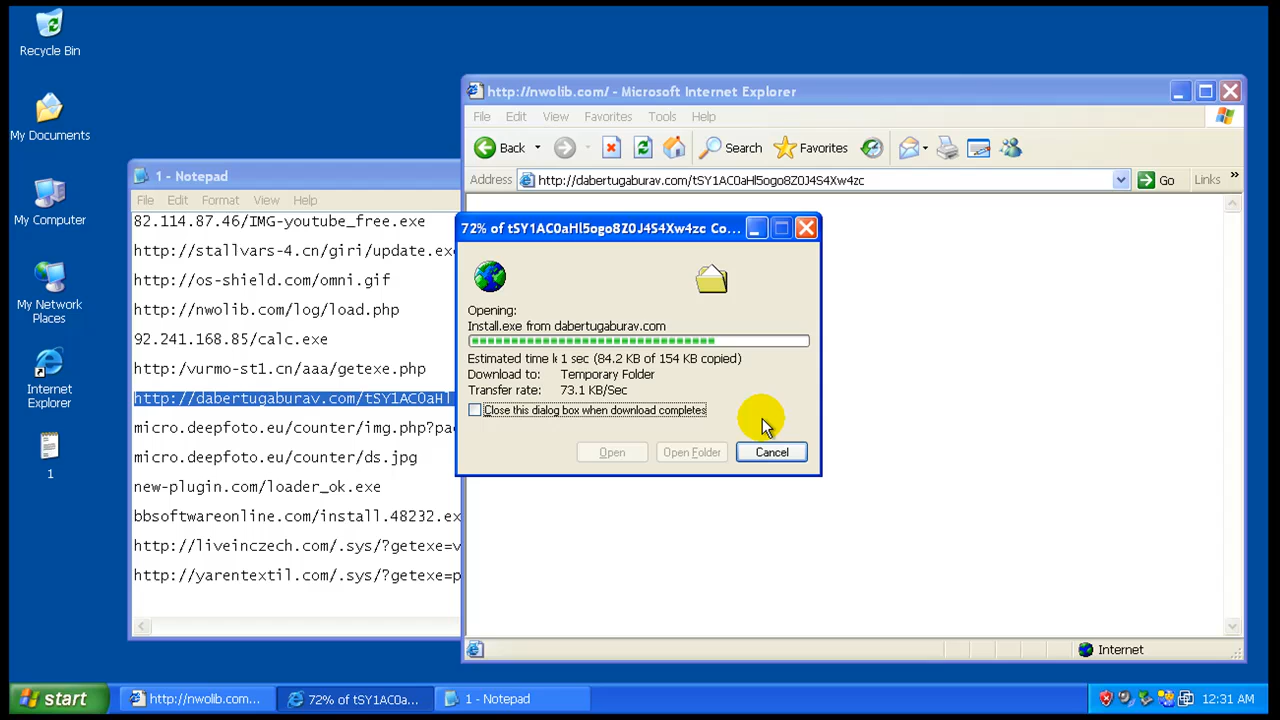 Recycle Bin
My Documents
My Computer
My Network
Places
Internet
Explorer
1
1 - Notepad
File Edit Format View Help
82.114.87.46/IMG-youtube_free.exe
http://stallvars-4.cn/giri/update.ex
http://os-shield.com/omni.gif
http://nwolib.com/log/load.php
92.241.168.85/calc.exe
http:/vurmo-st1.cn/aaa/getexe.php
http://dabertugaburav.com/tSY1AC0aHl
micro.deepfoto.eu/counter/img.php?pa
micro.deepfoto.eu/counter/ds.jpg
new-plugin.com/loader_ok.exe
bbsoftwareonline.com/install.48232.ex
http://liveinczech.com/.sys/?getexe=v
http://yarentextil.com/.sys/?getexe=p
http://nwolib.com/ - Microsoft Internet Explorer
File Edit View Favorites Tools Help
Back Search Favorites
Address http://dabertugaburav.com/tSY1AC0aHl5ogo8Z0J4S4Xw4zc Go Links »
72% of tSY1AC0aHl5ogo8Z0J4S4Xw4zc Co...
Opening:
Install.exe from dabertugaburav.com
Estimated time l 1 sec (84.2 KB of 154 KB copied)
Download to: Temporary Folder
Transfer rate: 73.1 KB/Sec
Close this dialog box when download completes
Open Open Folder Cancel
Internet
start http://nwolib.com... 72% of tSY1AC0a... 1 - Notepad 12:31 AM